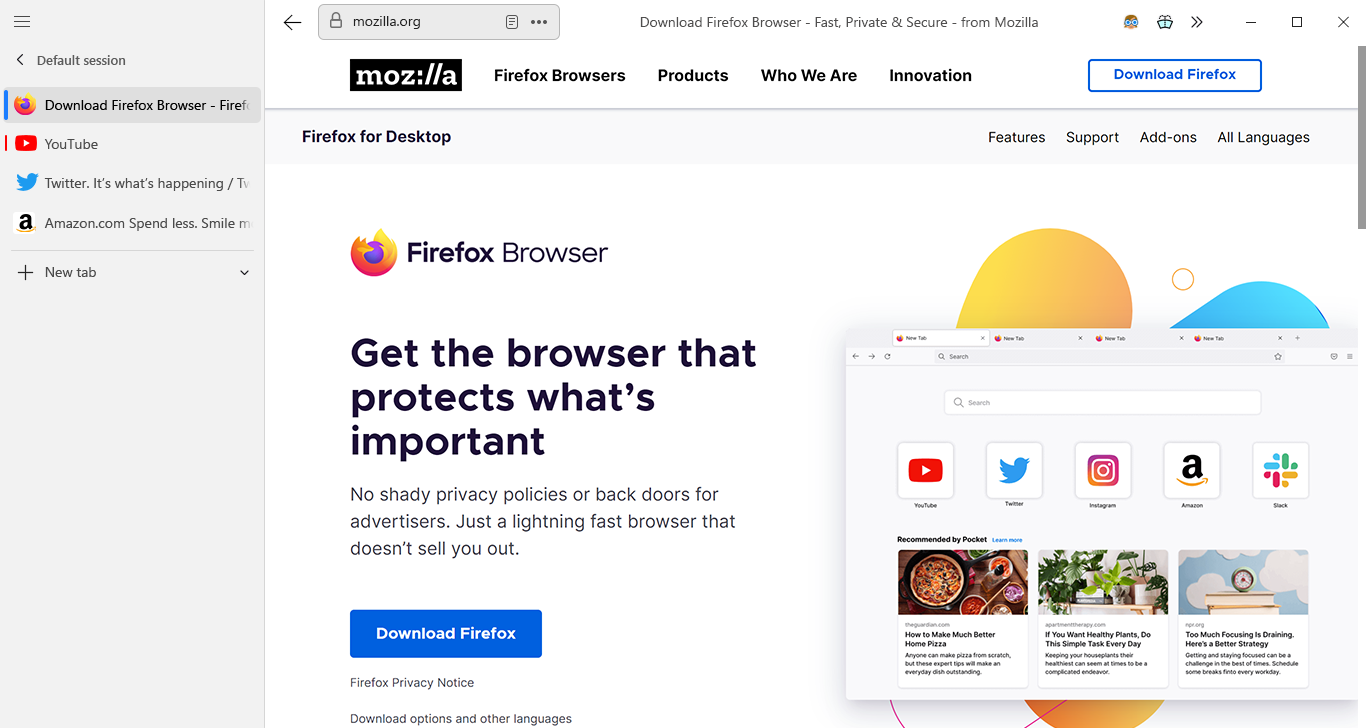 mozilla.org
Download Firefox Browser - Fast, Private & Secure - from Mozilla
Default session
Download Firefox Browser - Firef
YouTube
Twitter. It's what's happening / Tw
Amazon.com Spend less. Smile m
New tab
moz://a
Firefox Browsers
Products
Who We Are
Innovation
Download Firefox
Firefox for Desktop
Features
Support
Add-ons
All Languages
Firefox Browser
Get the browser that
protects what's
important
No shady privacy policies or back doors for
advertisers. Just a lightning fast browser that
doesn't sell you out.
Download Firefox
Firefox Privacy Notice
Download options and other languages
New Tab
New Tab
New Tab
New Tab
Search
Search
YouTube
Twitter
Instagram
Amazon
Slack
Recommended by Pocket Learn more
theguardian.com
How to Make Much Better
Home Pizza
Anyone can make pizza from scratch,
but these expert tips will make an
everyday dish outstanding.
apartmenttherapy.com
If You Want Healthy Plants, Do
This Simple Task Every Day
Keeping your houseplants their
healthiest can seem at times to be a
complicated endeavor.
npr.org
Too Much Focusing Is Draining.
Here's a Better Strategy
Getting and staying focused can be a
challenge in the best of times. Schedule
some breaks finto every workday.